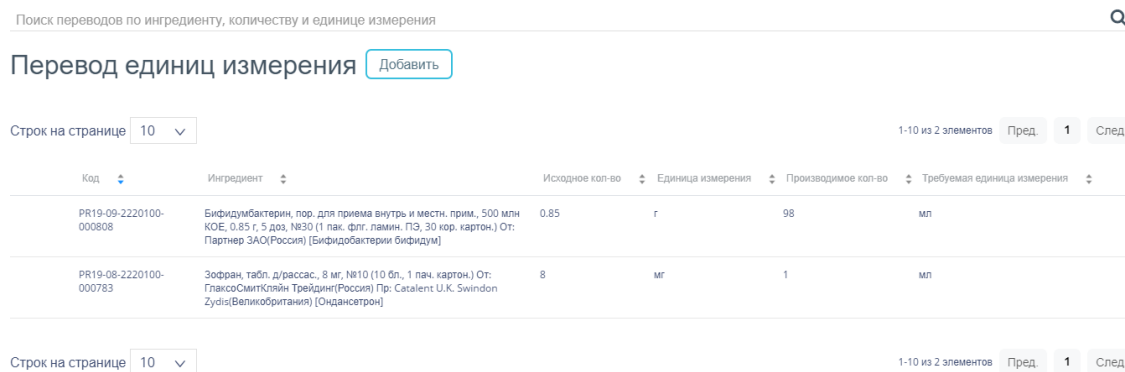 Поиск переводов по ингредиенту, количеству и единице измерения
Перевод единиц измерения Добавить
Строк на странице 10 1-10 из 2 элементов Пред. 1 След
Код Ингредиент Исходное кол-во Единица измерения Производимое кол-во Требуемая единица измерения
PR19-09-2220100- Бифидумбактерин, пор. для приема внутрь и местн. прим., 500 млн 0.85 г 98 мл
000808 КОЕ, 0.85 г, 5 доз, №30 (1 пак. флг. ламин. ПЭ, 30 кор. картон.) От:
Партнер ЗАО(Россия) [Бифидобактерии бифидум]
PR19-08-2220100- Зофран, табл. д/рассас., 8 мг, №10 (10 бл., 1 пач. картон.) От: 8 мг 1 мл
000783 ГлаксоСмитКляйн Трейдинг(Россия) Пр: Catalent U.K. Swindon
Zydis(Великобритания) [Ондансетрон]
Строк на странице 10 1-10 из 2 элементов Пред. 1 След